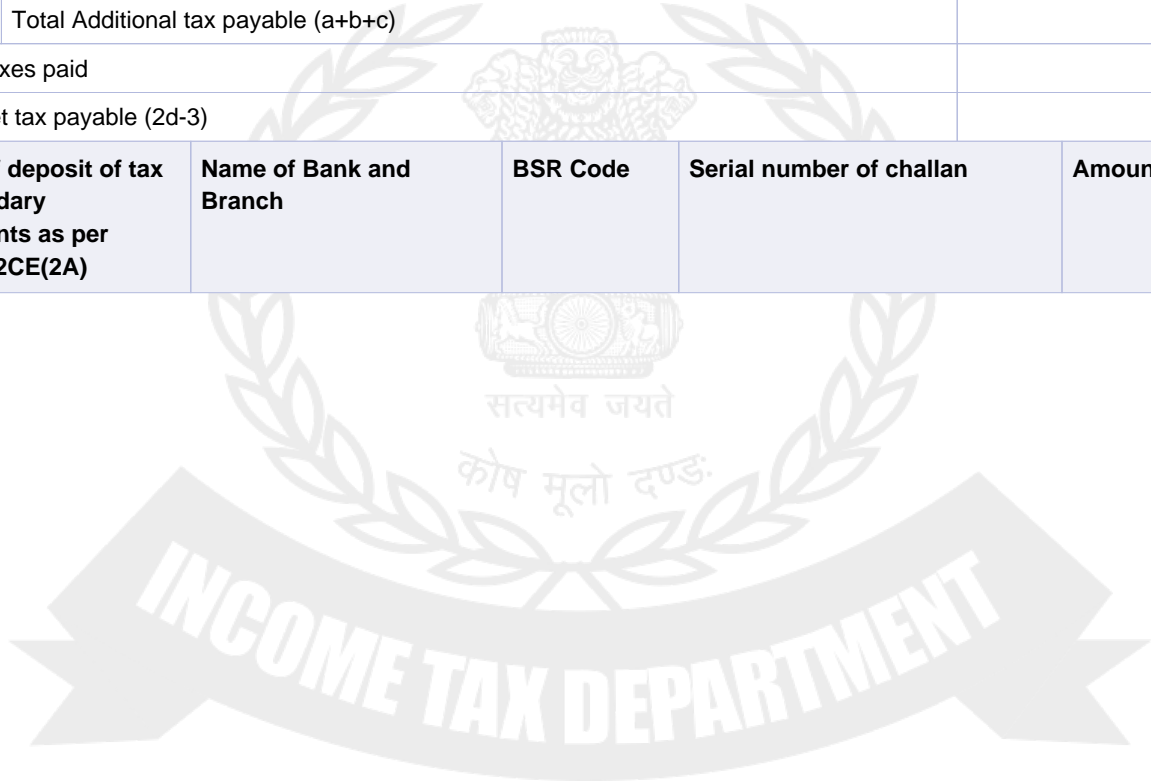 Total Additional tax payable (a+b+c)
xes paid
t tax payable (2d-3)
deposit of tax
dary
nts as per
2CE(2A)
Name of Bank and
Branch
BSR Code
Serial number of challan
Amoun
सत्यमेव जयते
कोष मूलो दण्डः
INCOME TAX DEPARTMENT